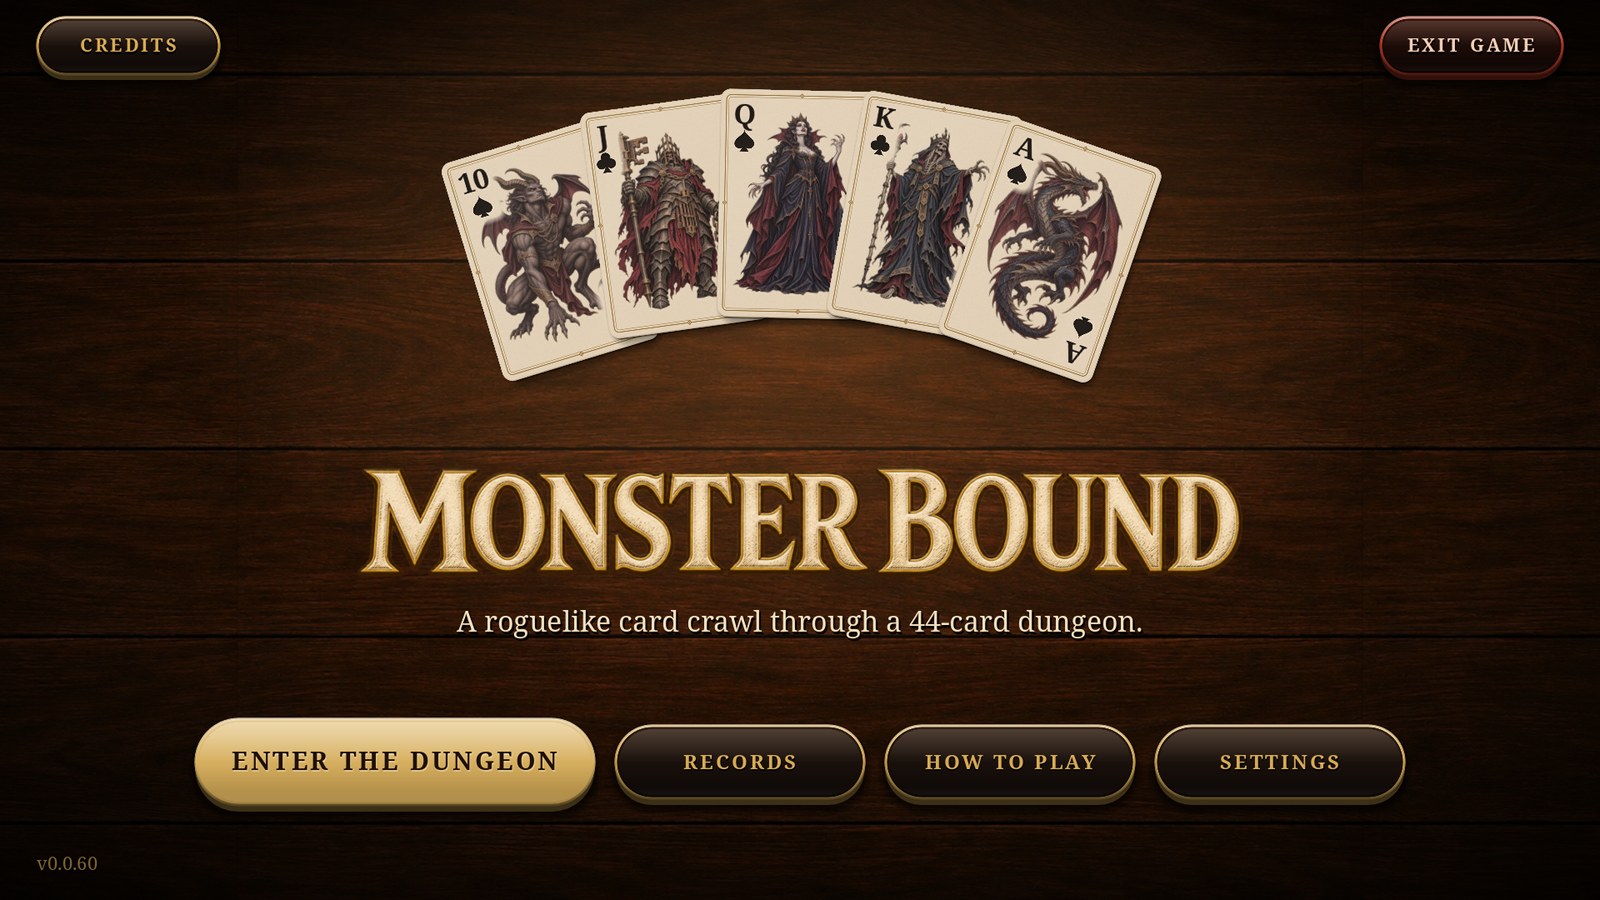 CREDITS
EXIT GAME
10
J
Q
K
A
A
MONSTER BOUND
A roguelike card crawl through a 44-card dungeon.
ENTER THE DUNGEON
RECORDS
HOW TO PLAY
SETTINGS
v0.0.60